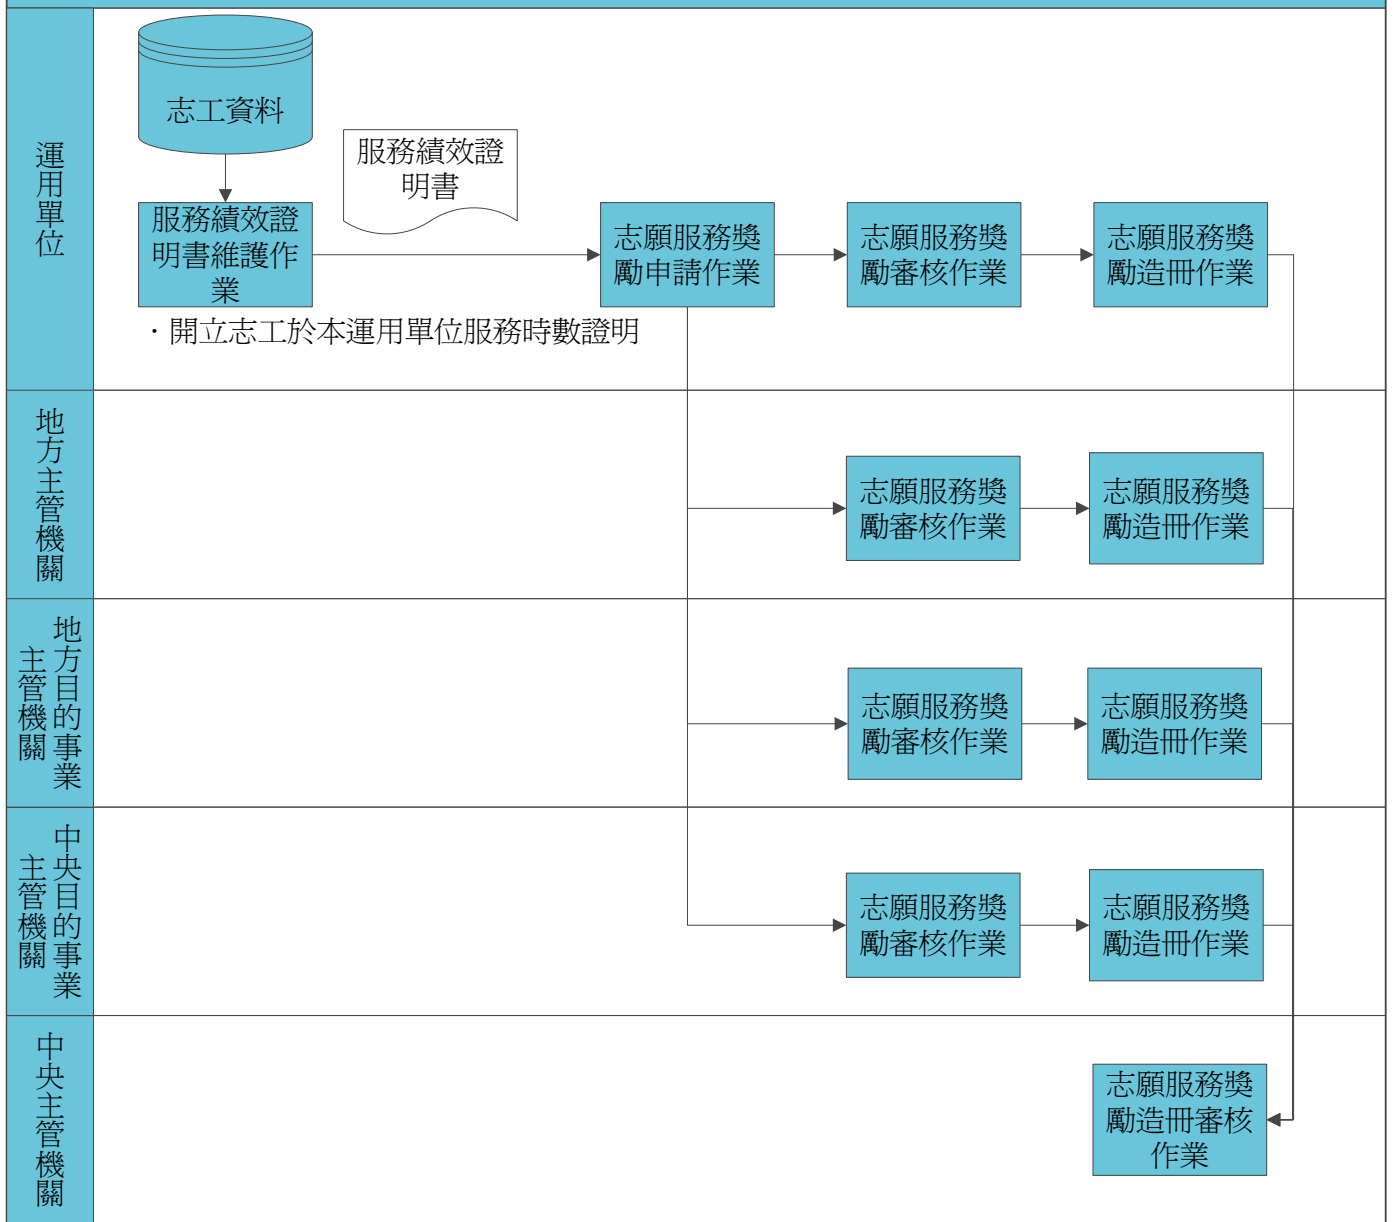 運用單位
志工資料
服務績效證
明書
服務績效證
明書維護作
業
志願服務獎
勵申請作業
志願服務獎
勵審核作業
志願服務獎
勵造冊作業
・開立志工於本運用單位服務時數證明
地方主管機關
志願服務獎
勵審核作業
志願服務獎
勵造冊作業
地方目的事業
主管機關
志願服務獎
勵審核作業
志願服務獎
勵造冊作業
中央目的事業
主管機關
志願服務獎
勵審核作業
志願服務獎
勵造冊作業
中央主管機關
志願服務獎
勵造冊審核
作業